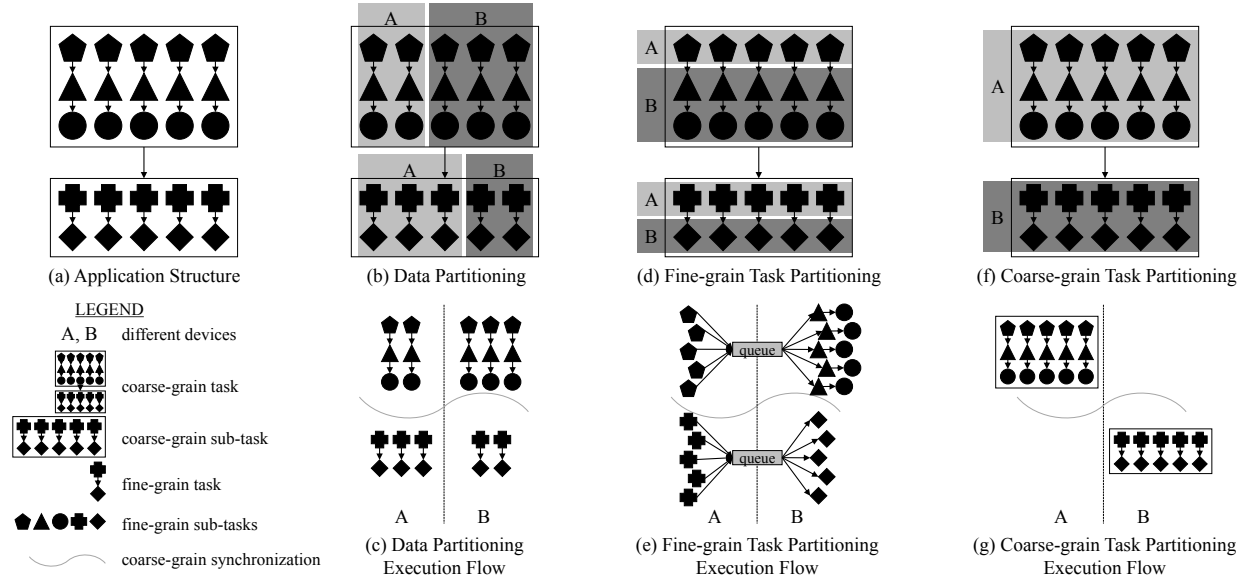 A
B
A
B
A
B
A
B
A
B
A
B
(a) Application Structure
(b) Data Partitioning
(d) Fine-grain Task Partitioning
(f) Coarse-grain Task Partitioning
LEGEND
A, B
different devices
coarse-grain task
coarse-grain sub-task
fine-grain task
fine-grain sub-tasks
coarse-grain synchronization
A
B
(c) Data Partitioning
Execution Flow
queue
queue
A
B
(e) Fine-grain Task Partitioning
Execution Flow
A
B
(g) Coarse-grain Task Partitioning
Execution Flow